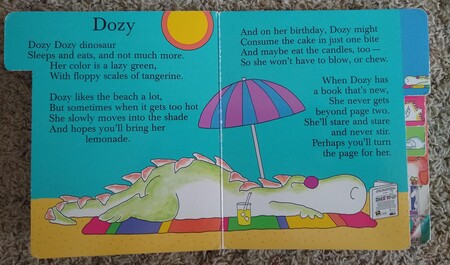 Dozy
Dozy Dozy dinosaur
Sleeps and eats, and not much more.
Her color is a lazy green,
With floppy scales of tangerine.
Dozy likes the beach a lot,
But sometimes when it gets too hot
She slowly moves into the shade
And hopes you'll bring her
lemonade.
And on her birthday, Dozy might
Consume the cake in just one bite
And maybe eat the candles, too—
So she won't have to blow, or chew.
When Dozy has
a book that's new,
She never gets
beyond page two.
She'll stare and stare
and never stir.
Perhaps you'll turn
the page for her.